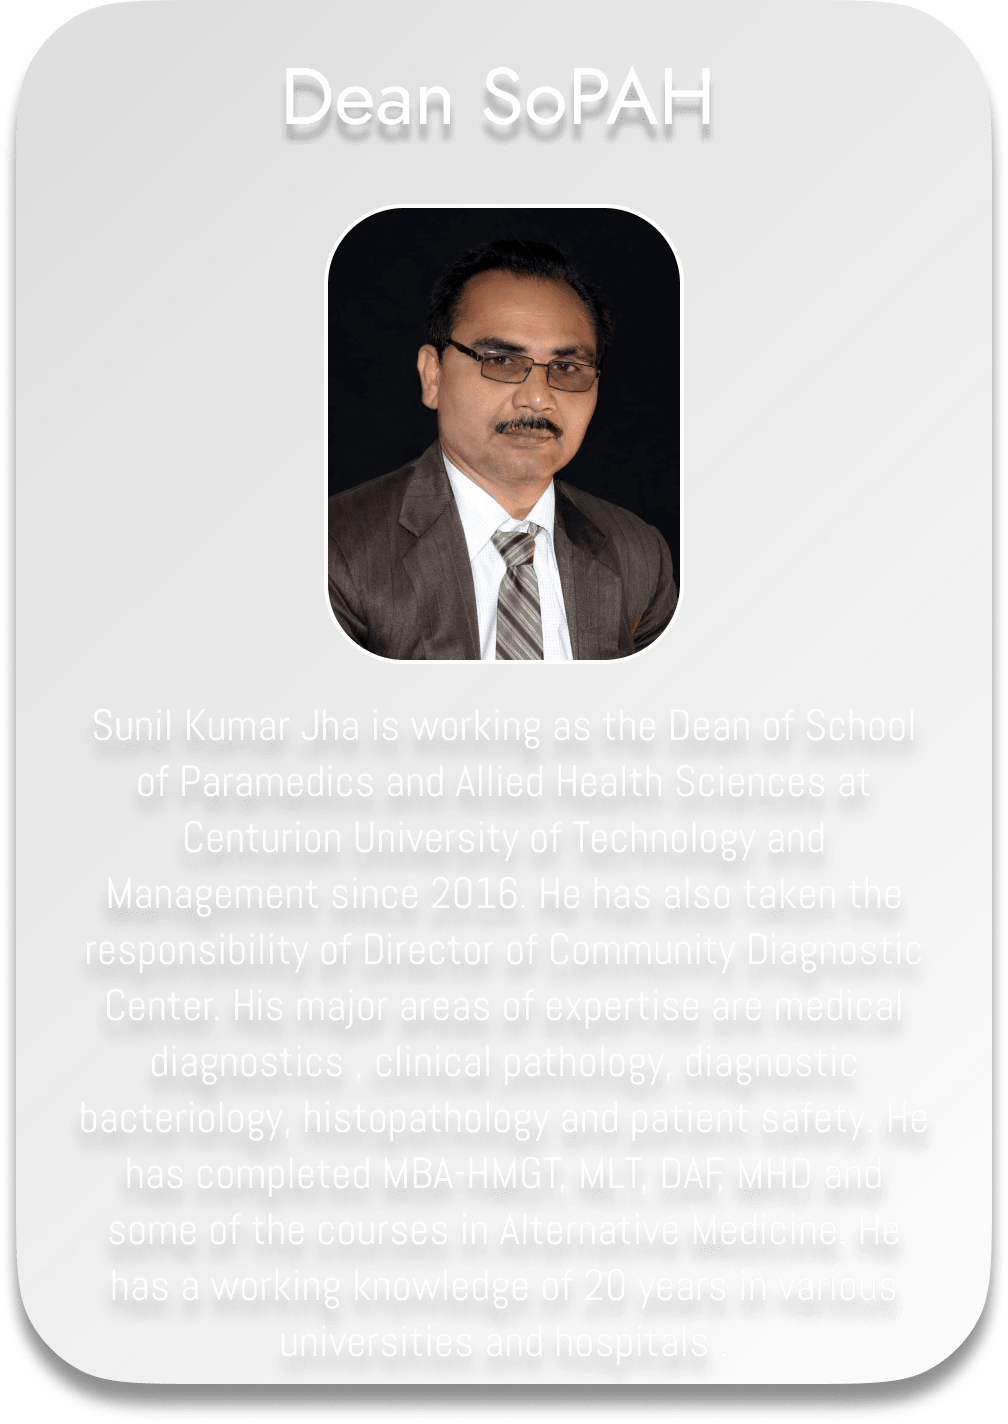 Dean SoPAH
Sunil Kumar Jha is working as the Dean of School
of Paramedics and Allied Health Sciences at
Centurion University of Technology and
Management since 2016. He has also taken the
responsibility of Director of Community Diagnostic
Center. His major areas of expertise are medical
diagnostics , clinical pathology, diagnostic
bacteriology, histopathology and patient safety. He
has completed MBA-HMGT, MLT, DAF, MHD and
some of the courses in Alternative Medicine. He
has a working knowledge of 20 years in various
universities and hospitals .